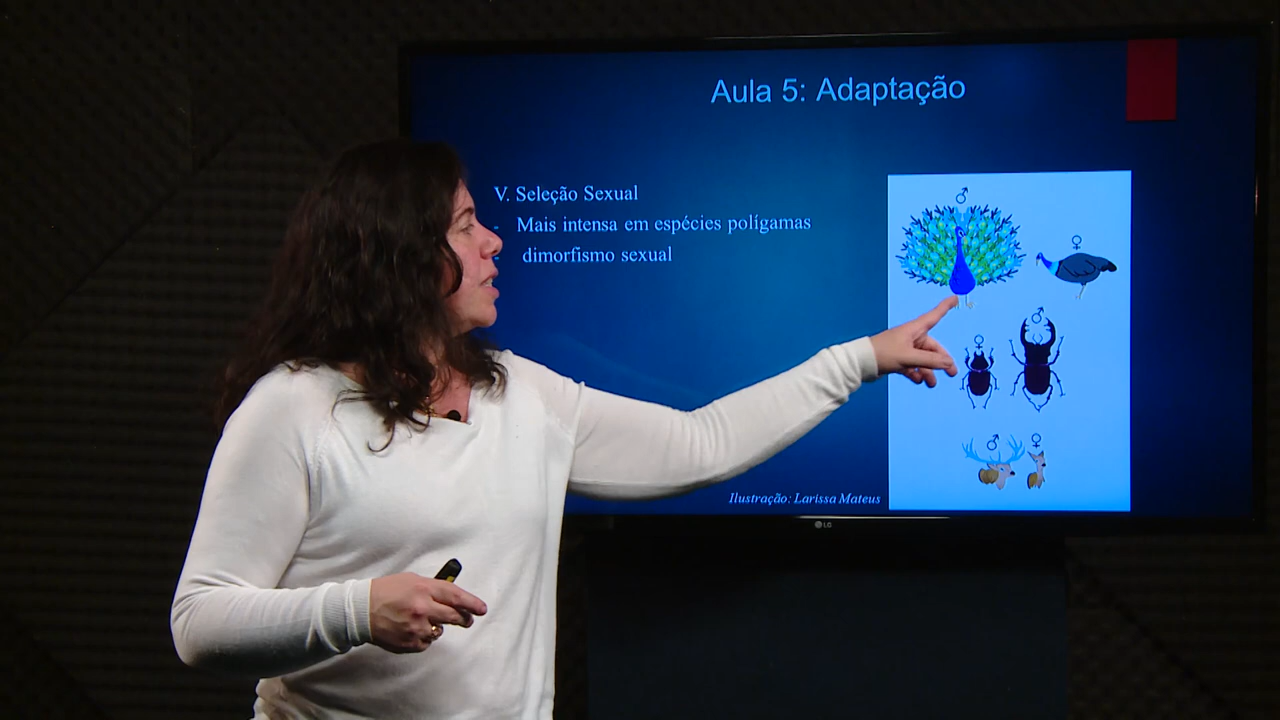 Aula 5: Adaptação
V. Seleção Sexual
- Mais intensa em espécies polígamas
dimorfismo sexual
♂
♀
♀
♂
♂
♀
Ilustração: Larissa Mateus
LG